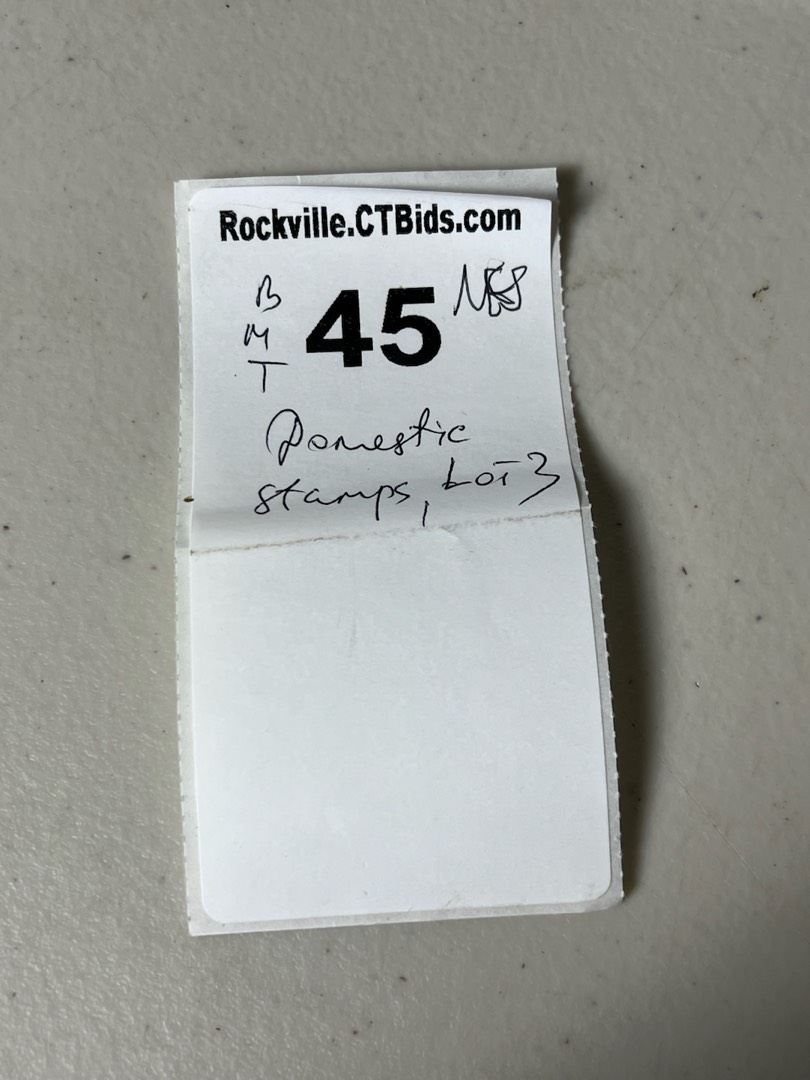 Rockville.CTBids.com
B
M
T
45
Domestic
stamps, Lot 3